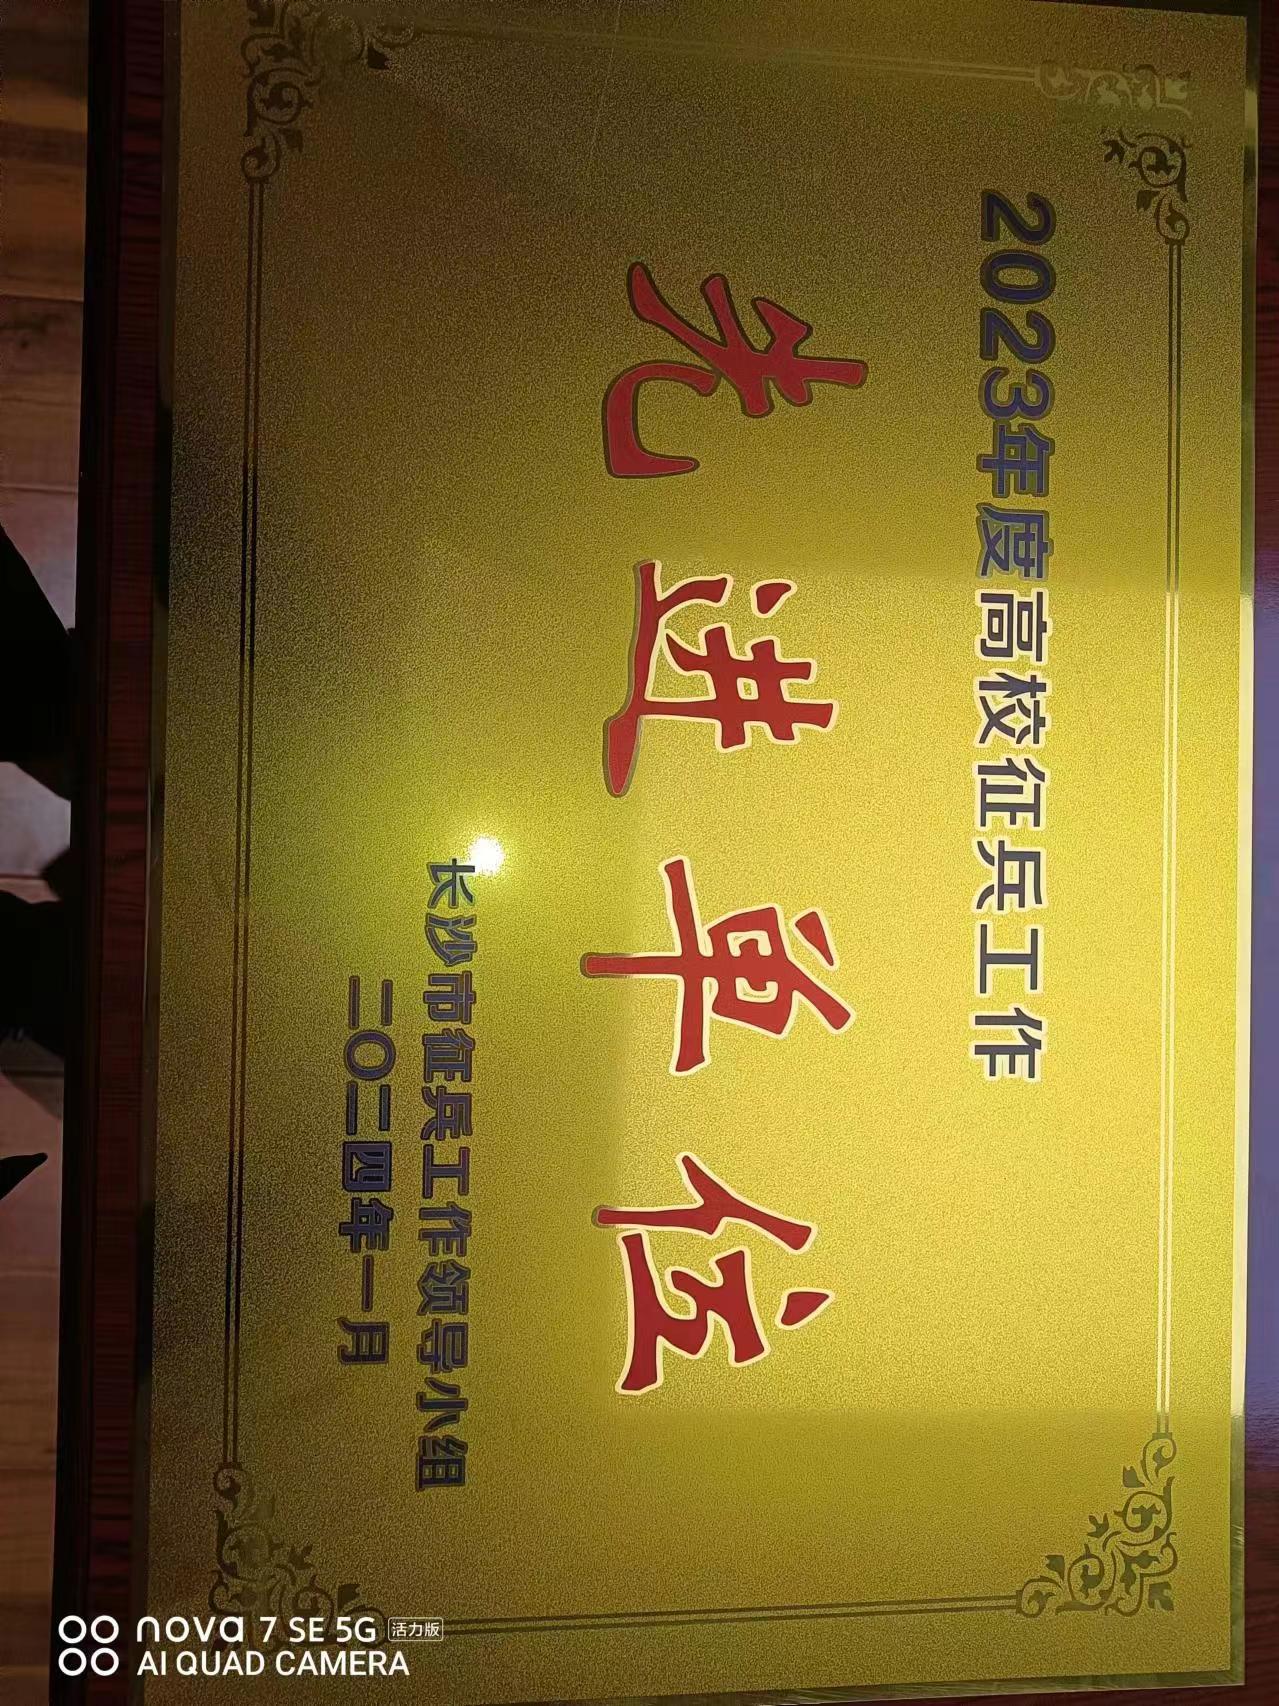 2023年度高校征兵工作
先进单位
长沙市征兵工作领导小组
二〇二四年一月
nova 7 SE 5G 活力版
AI QUAD CAMERA